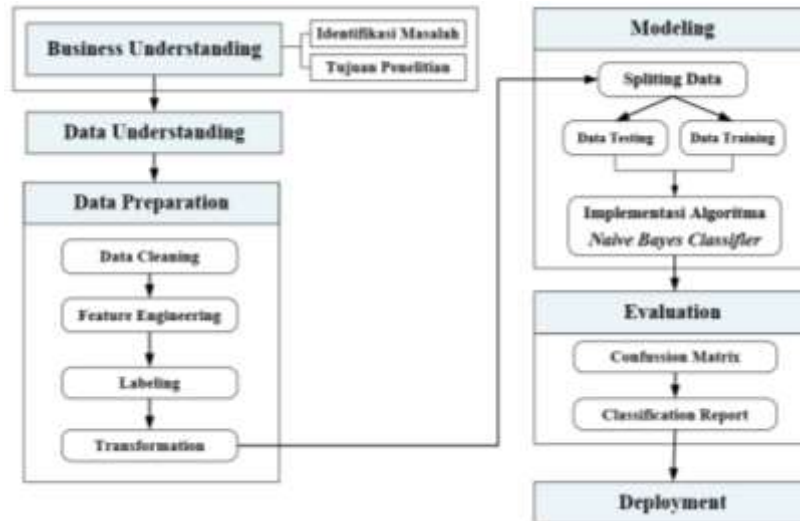 Business Understanding
Identifikasi Masalah
Tujuan Penelitian
Data Understanding
Data Preparation
Data Cleaning
Feature Engineering
Labeling
Transformation
Modeling
Spliting Data
Data Testing
Data Training
Implementasi Algoritma
Naive Bayes Classifier
Evaluation
Confussion Matrix
Classification Report
Deployment